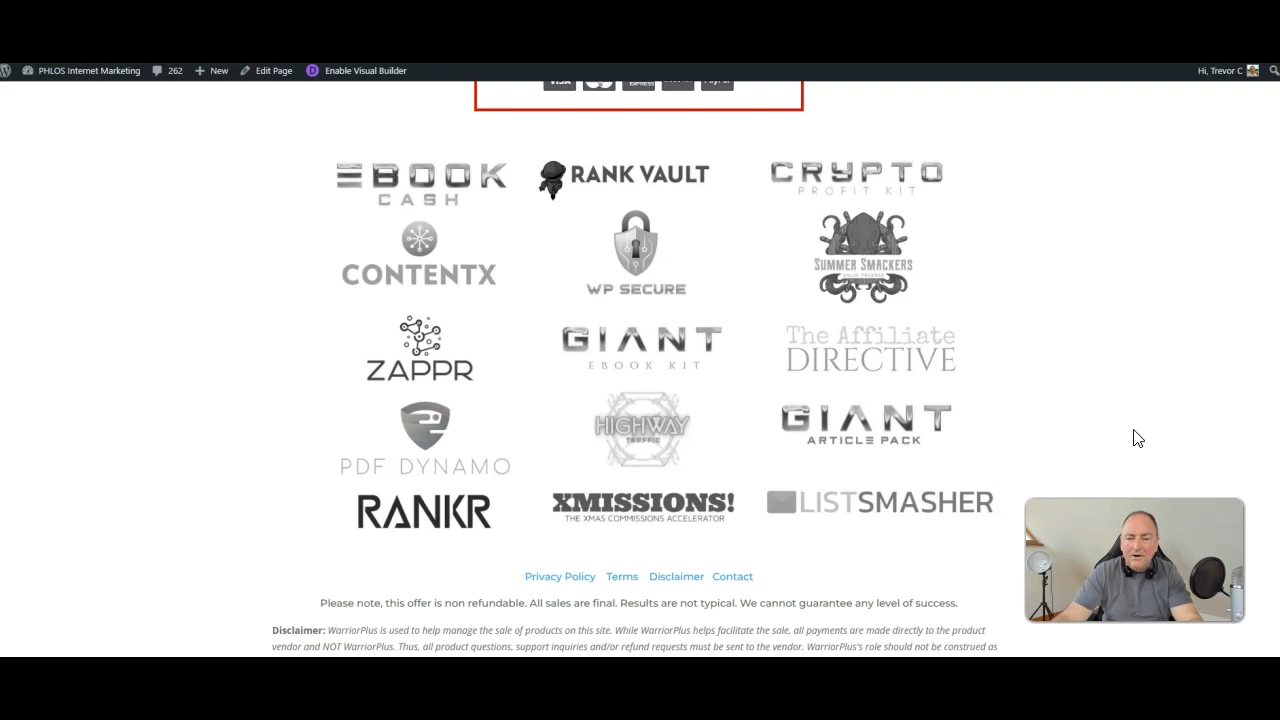 PHLOS Internet Marketing 262 New Edit Page Enable Visual Builder Hi, Trevor C
VISA EXPRESS PayPal
EBOOK CASH
RANK VAULT
CRYPTO PROFIT KIT
CONTENTX
WP SECURE
SUMMER SMACKERS
ZAPPR
GIANT EBOOK KIT
The Affiliate DIRECTIVE
PDF DYNAMO
HIGHWAY TRAFFIC
GIANT ARTICLE PACK
RANKR
XMISSIONS!
THE XMAS COMMISSIONS ACCELERATOR
LISTSMASHER
Privacy Policy Terms Disclaimer Contact
Please note, this offer is non refundable. All sales are final. Results are not typical. We cannot guarantee any level of success.
Disclaimer: WarriorPlus is used to help manage the sale of products on this site. While WarriorPlus helps facilitate the sale, all payments are made directly to the product
vendor and NOT WarriorPlus. Thus, all product questions, support inquiries and/or refund requests must be sent to the vendor. WarriorPlus's role should not be construed as